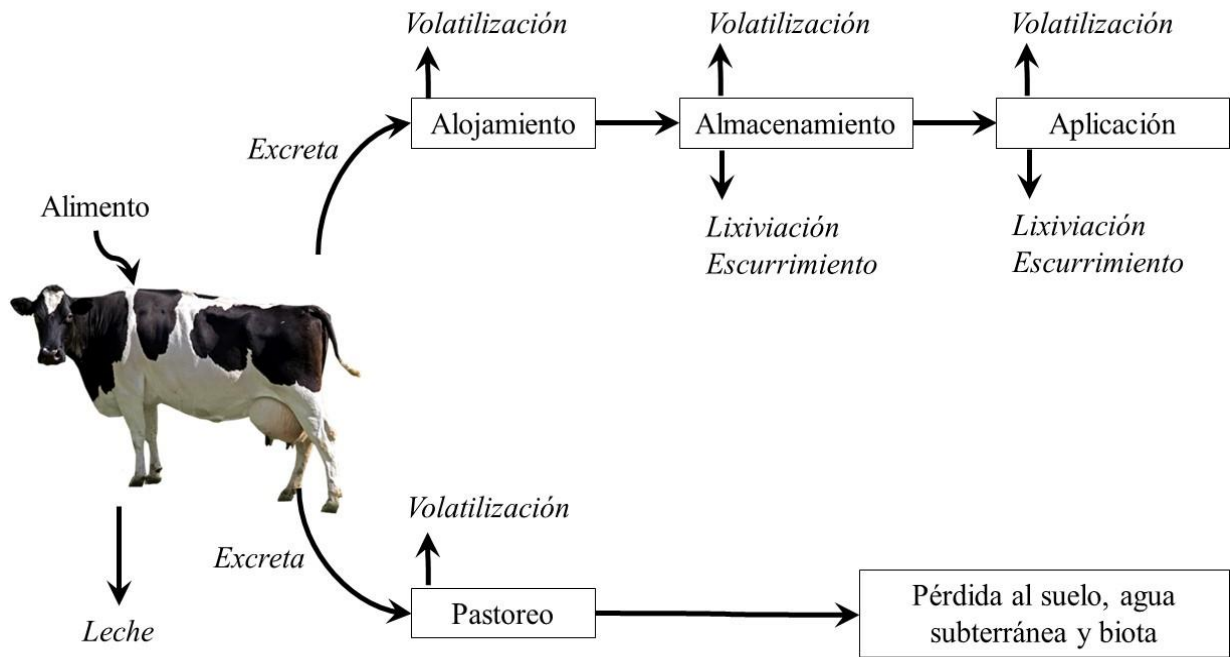 Volatilización
Volatilización
Volatilización
Alojamiento
Almacenamiento
Aplicación
Excreta
Alimento
Lixiviación
Escurrimiento
Lixiviación
Escurrimiento
Volatilización
Excreta
Pastoreo
Pérdida al suelo, agua
subterránea y biota
Leche